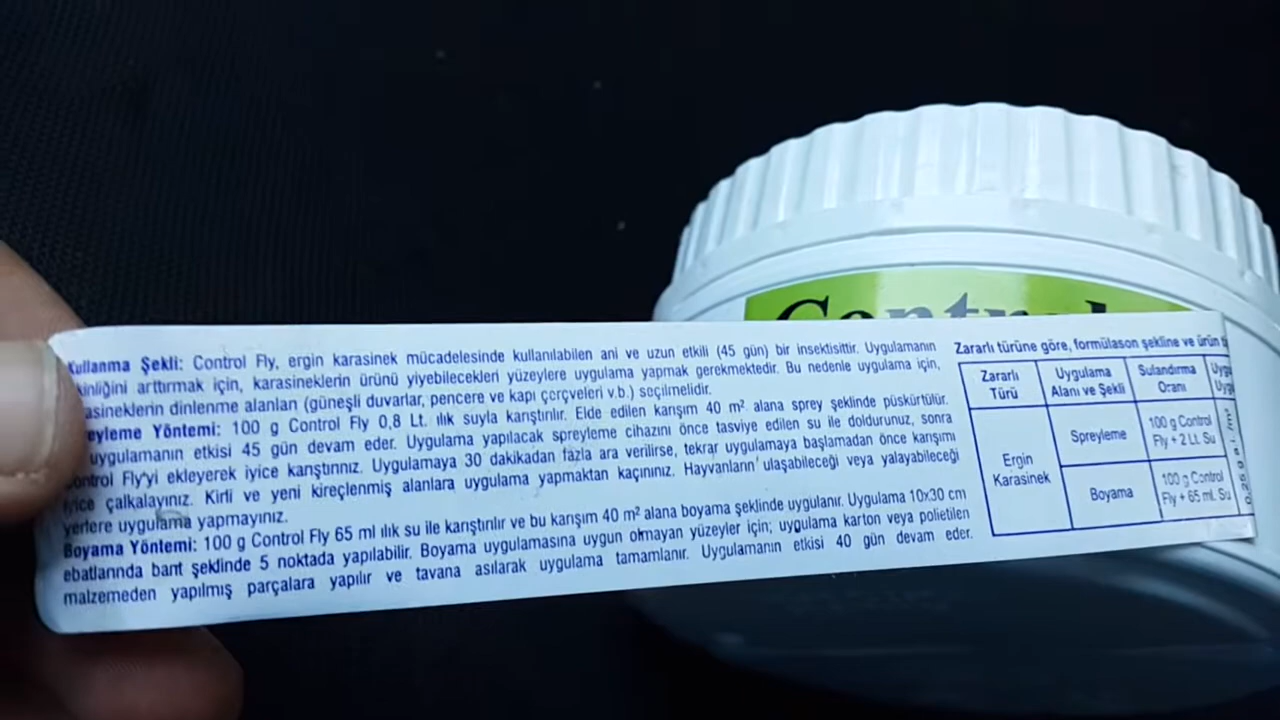 Control
Kullanma Şekli: Control Fly, ergin karasinek mücadelesinde kullanılabilen ani ve uzun etkili (45 gün) bir insektisittir. Uygulamanın
kinliğini arttırmak için, karasineklerin ürünü yiyebilecekleri yüzeylere uygulama yapmak gerekmektedir. Bu nedenle uygulama için,
asineklerin dinlenme alanları (güneşli duvarlar, pencere ve kapı çerçveleri v.b.) seçilmelidir.
eyleme Yöntemi: 100 g Control Fly 0,8 Lt. ılık suyla karıştırılır. Elde edilen karışım 40 m² alana sprey şeklinde püskürtülür.
uygulamanın etkisi 45 gün devam eder. Uygulama yapılacak spreyleme cihazını önce tasviye edilen su ile doldurunuz, sonra
ontrol Fly'yi ekleyerek iyice karıştırınız. Uygulamaya 30 dakikadan fazla ara verilirse, tekrar uygulamaya başlamadan önce karışımı
iyice çalkalayınız. Kirli ve yeni kireçlenmiş alanlara uygulama yapmaktan kaçınınız. Hayvanların ulaşabileceği veya yalayabileceği
yerlere uygulama yapmayınız.
Boyama Yöntemi: 100 g Control Fly 65 ml ılık su ile karıştırılır ve bu karışım 40 m² alana boyama şeklinde uygulanır. Uygulama 10x30 cm
ebatlarında bant şeklinde 5 noktada yapılabilir. Boyama uygulamasına uygun olmayan yüzeyler için; uygulama karton veya polietilen
malzemeden yapılmış parçalara yapılır ve tavana asılarak uygulama tamamlanır. Uygulamanın etkisi 40 gün devam eder.
Zararlı türüne göre, formülason şekline ve ürün
Zararlı Türü
Uygulama Alanı ve Şekli
Sulandırma Oranı
Ergin Karasinek
Spreyleme
100 g Control Fly + 2 Lt. Su
Boyama
100 g Control Fly + 65 ml. Su